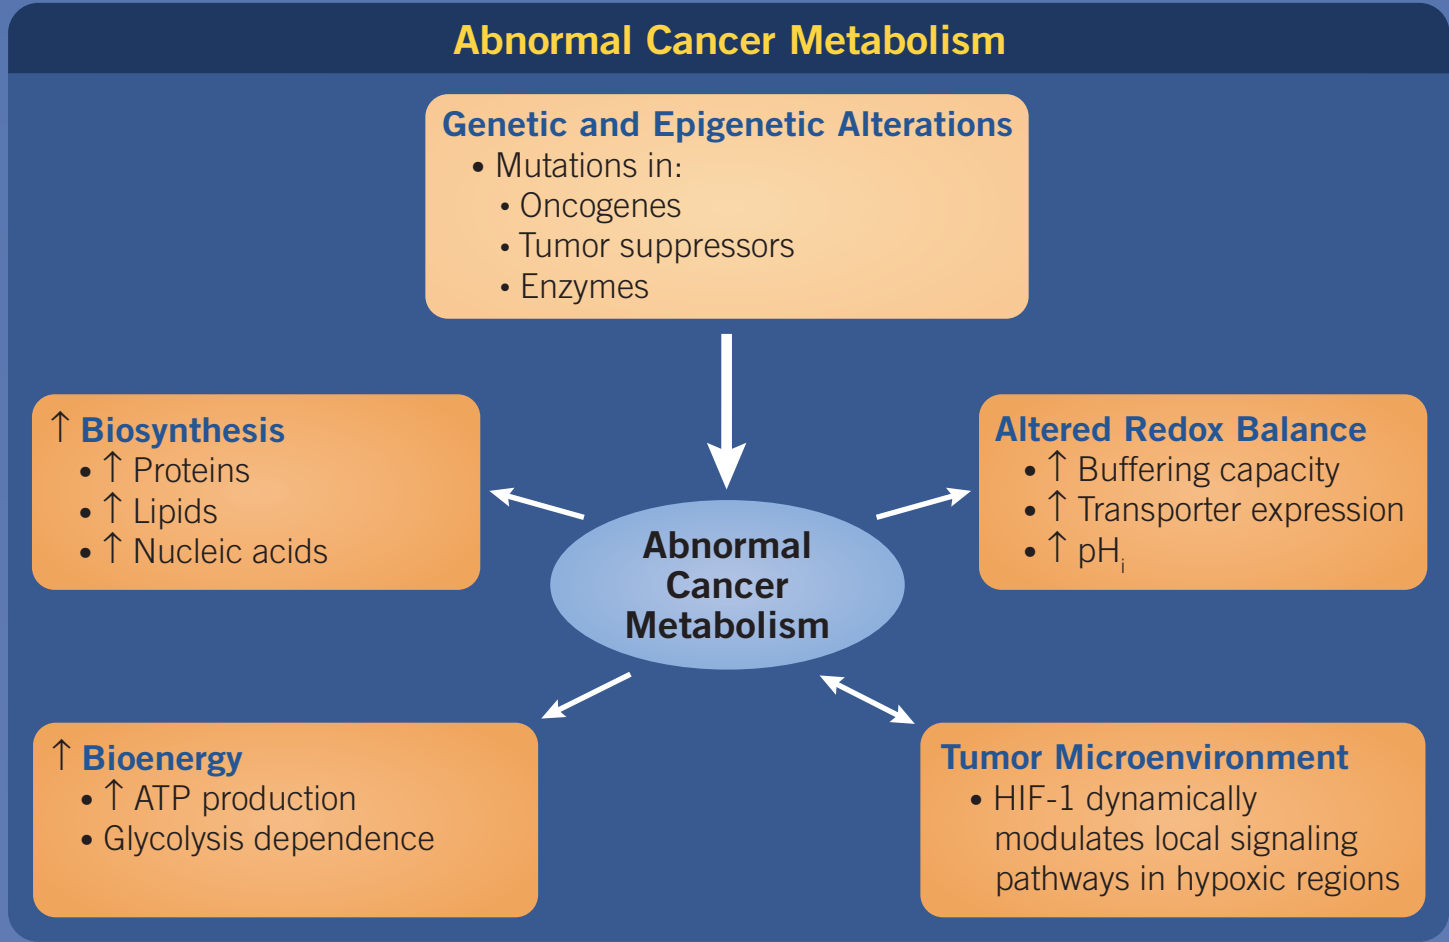 Abnormal Cancer Metabolism
Genetic and Epigenetic Alterations
• Mutations in:
• Oncogenes
• Tumor suppressors
• Enzymes
↑ Biosynthesis
• ↑ Proteins
• ↑ Lipids
• ↑ Nucleic acids
Altered Redox Balance
• ↑ Buffering capacity
• ↑ Transporter expression
• ↑ pHi
Abnormal
Cancer
Metabolism
↑ Bioenergy
• ↑ ATP production
• Glycolysis dependence
Tumor Microenvironment
• HIF-1 dynamically
modulates local signaling
pathways in hypoxic regions